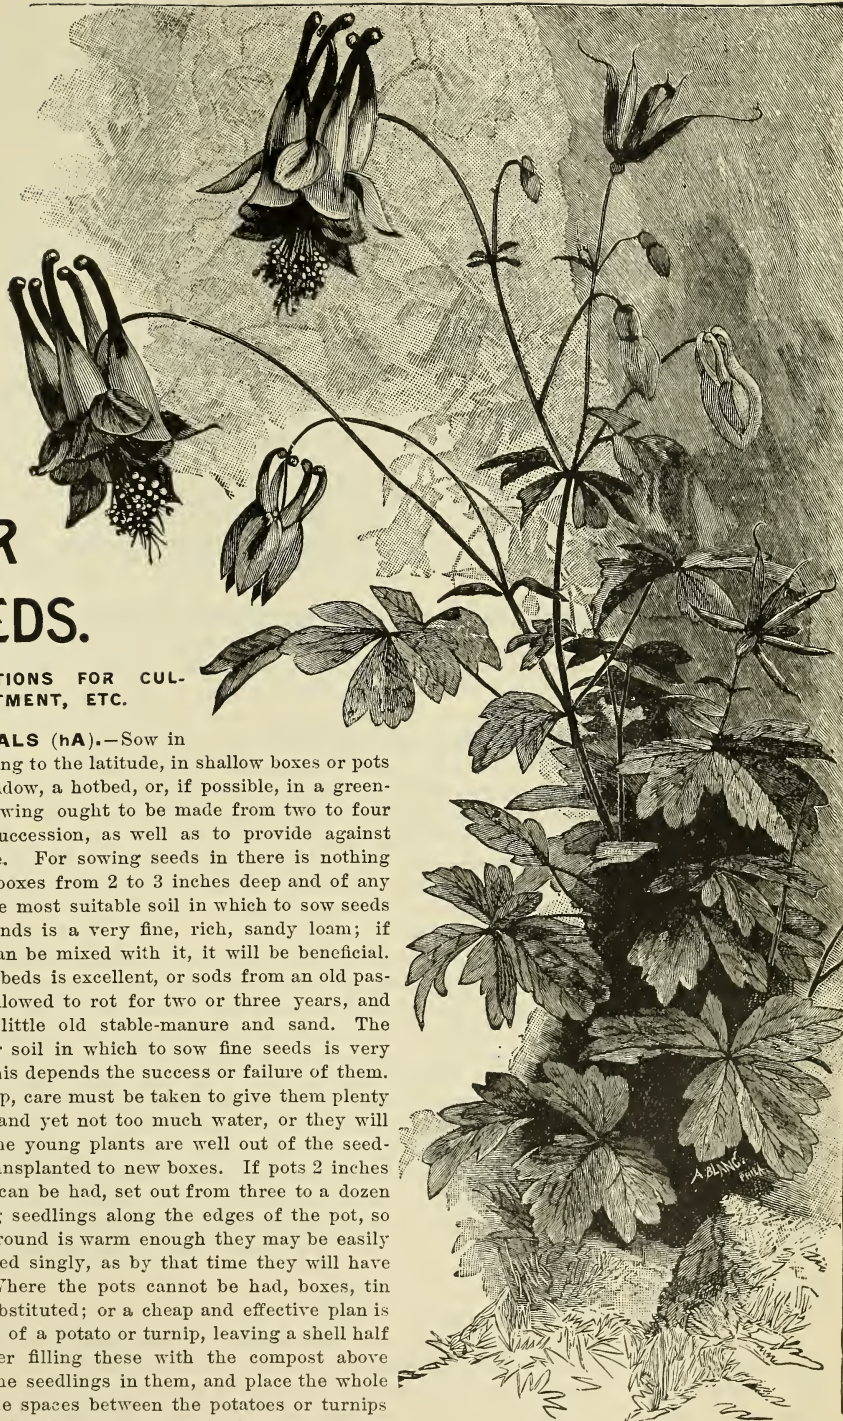 R
EDS.
TIONS FOR CUL-
TMENT, ETC.
ALS (hA).—Sow in
ng to the latitude, in shallow boxes or pots
dow, a hotbed, or, if possible, in a green-
wing ought to be made from two to four
uccession, as well as to provide against
e. For sowing seeds in there is nothing
boxes from 2 to 3 inches deep and of any
e most suitable soil in which to sow seeds
nds is a very fine, rich, sandy loam; if
an be mixed with it, it will be beneficial.
beds is excellent, or sods from an old pas-
llowed to rot for two or three years, and
little old stable-manure and sand. The
r soil in which to sow fine seeds is very
his depends the success or failure of them.
p, care must be taken to give them plenty
and yet not too much water, or they will
he young plants are well out of the seed-
ansplanted to new boxes. If pots 2 inches
can be had, set out from three to a dozen
g seedlings along the edges of the pot, so
round is warm enough they may be easily
ed singly, as by that time they will have
Where the pots cannot be had, boxes, tin
bstituted; or a cheap and effective plan is
of a potato or turnip, leaving a shell half
er filling these with the compost above
he seedlings in them, and place the whole
e spaces between the potatoes or turnips
A. BLANC
PHILA.